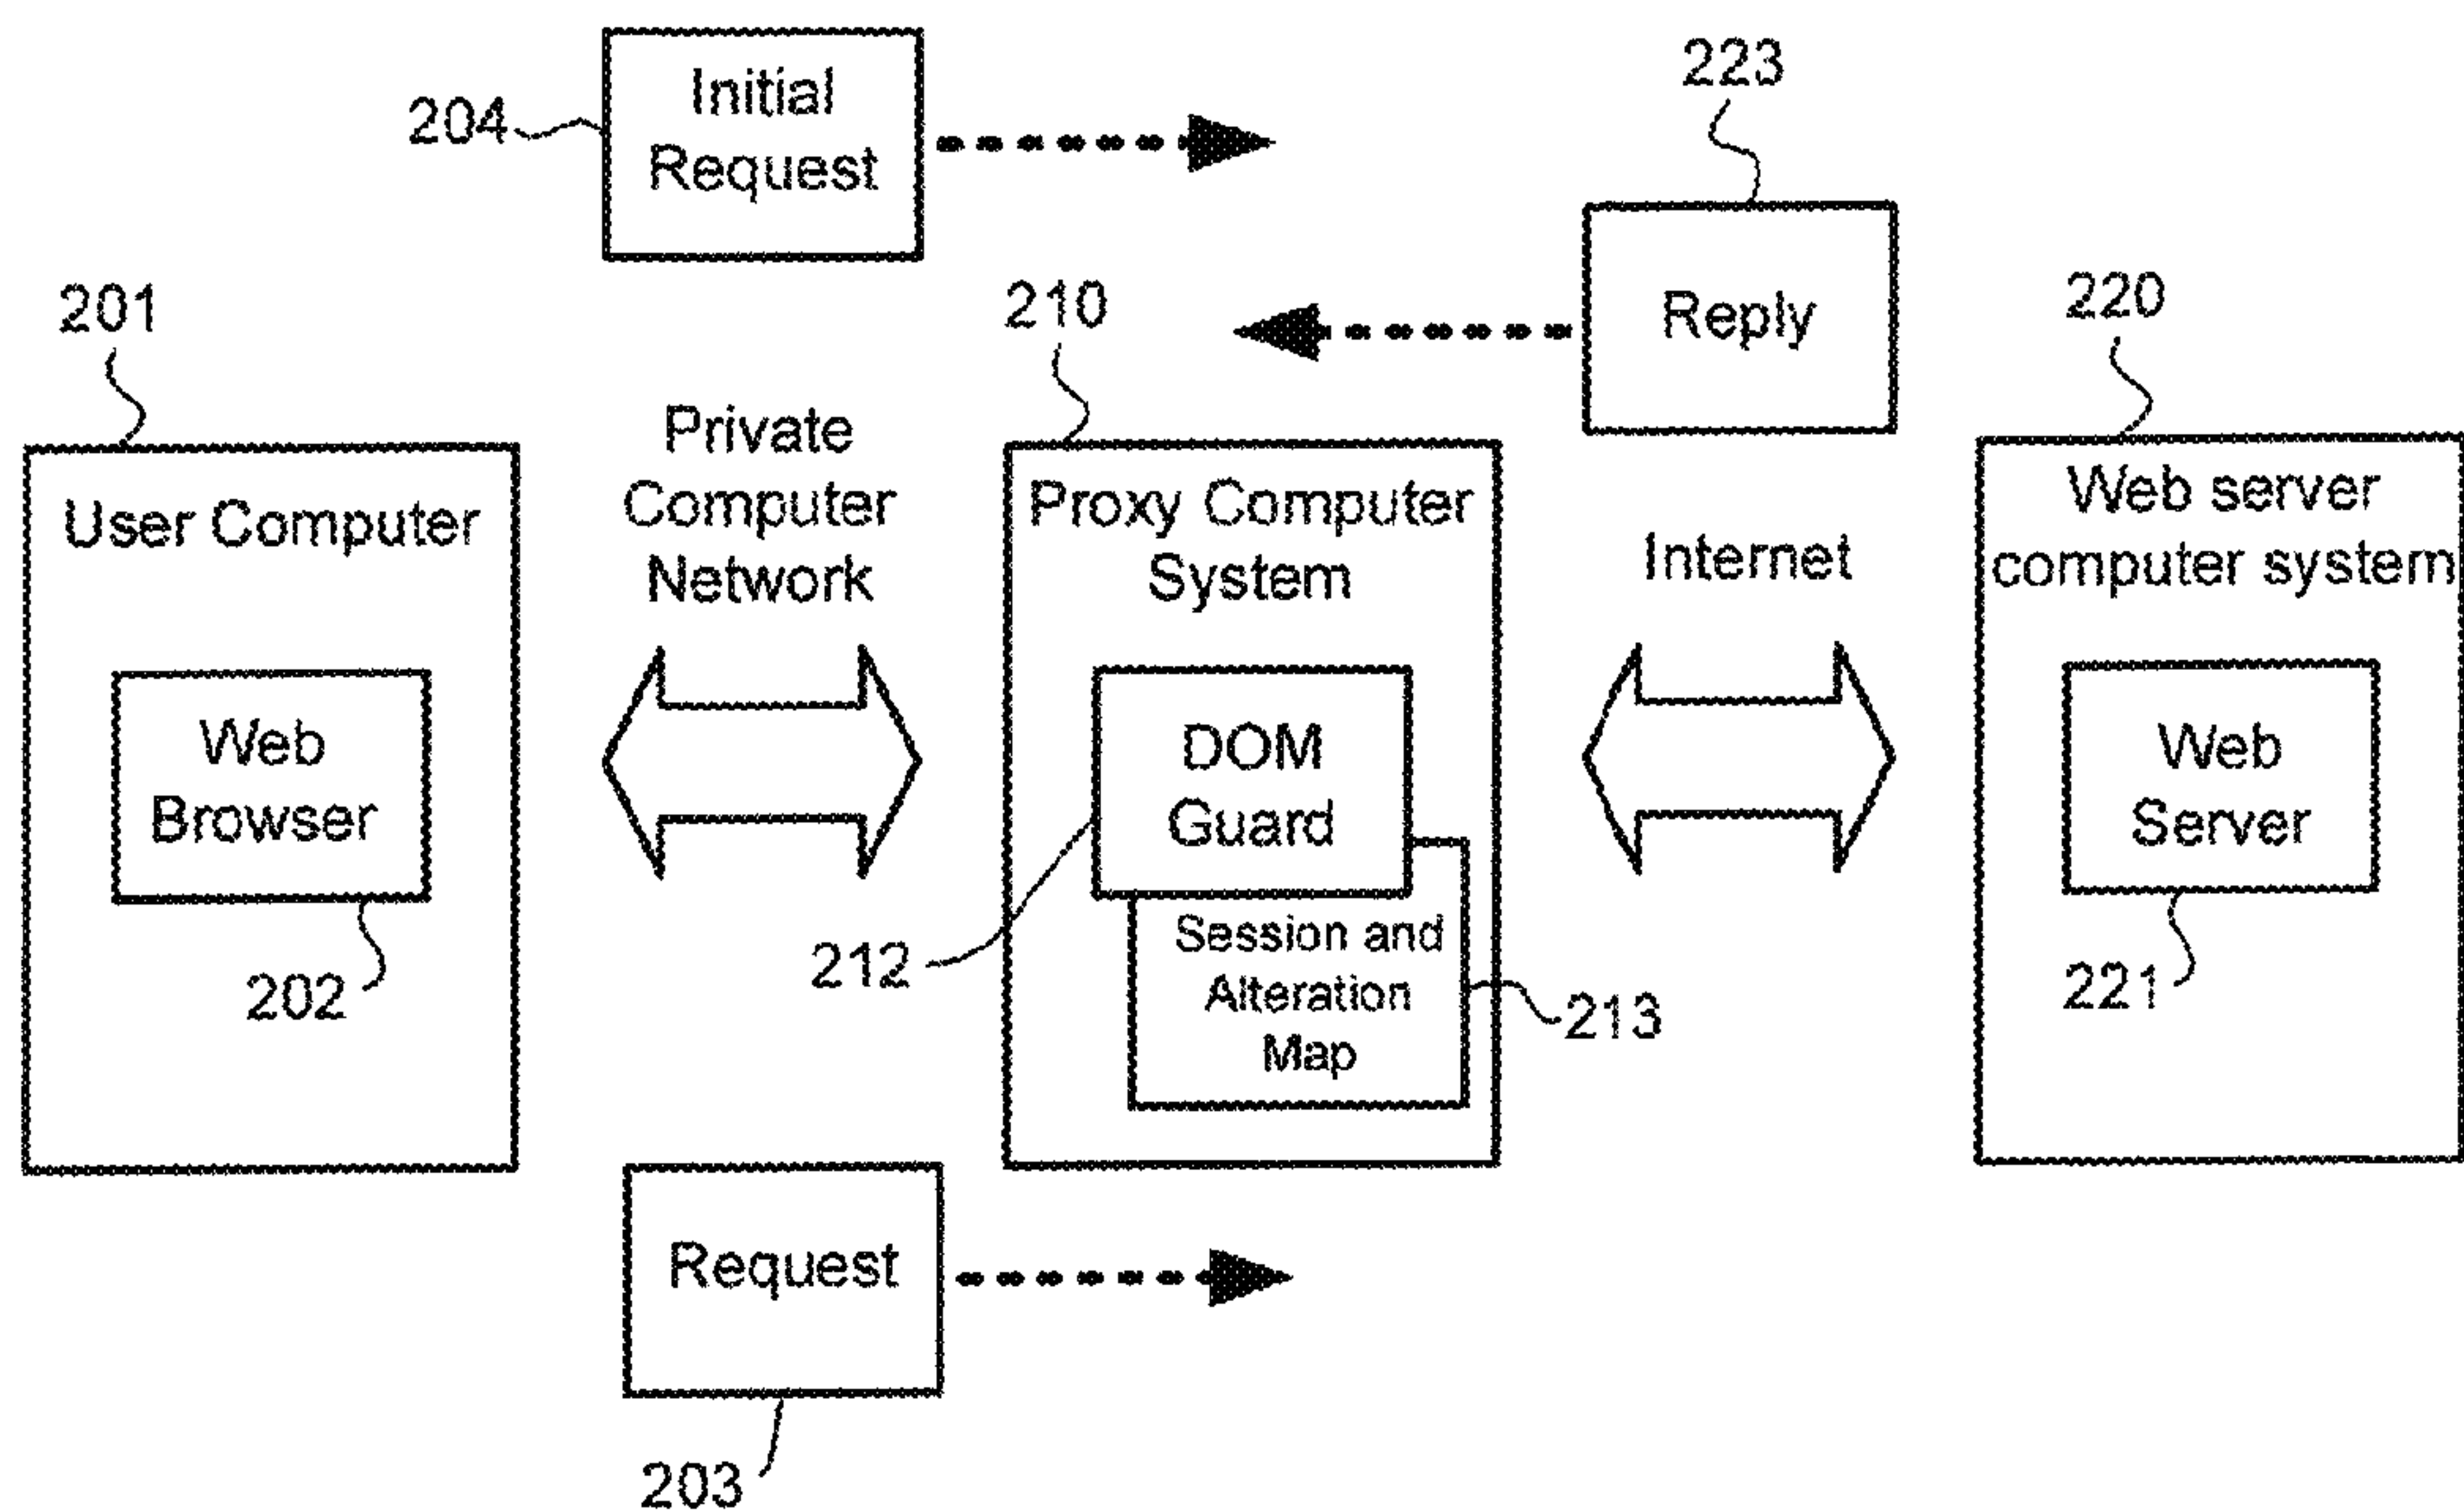 Initial
Request
204
223
Reply
201
210
220
Private
Computer
Network
User Computer
Proxy Computer
System
Internet
Web server
computer system
Web
Browser
DOM
Guard
Web
Server
202
212
Session and
Alteration
Map
213
221
Request
203